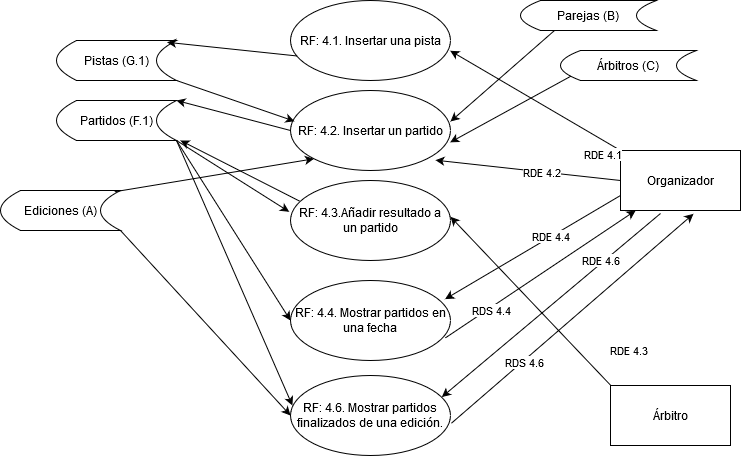 Parejas (B)
RF: 4.1. Insertar una pista
Pistas (G.1)
Árbitros (C)
Partidos (F.1)
RF: 4.2. Insertar un partido
RDE 4.1
RDE 4.2
Organizador
Ediciones (A)
RF: 4.3.Añadir resultado a
un partido
RDE 4.4
RDE 4.6
RF: 4.4. Mostrar partidos en
una fecha
RDS 4.4
RDE 4.3
RDS 4.6
RF: 4.6. Mostrar partidos
finalizados de una edición.
Árbitro